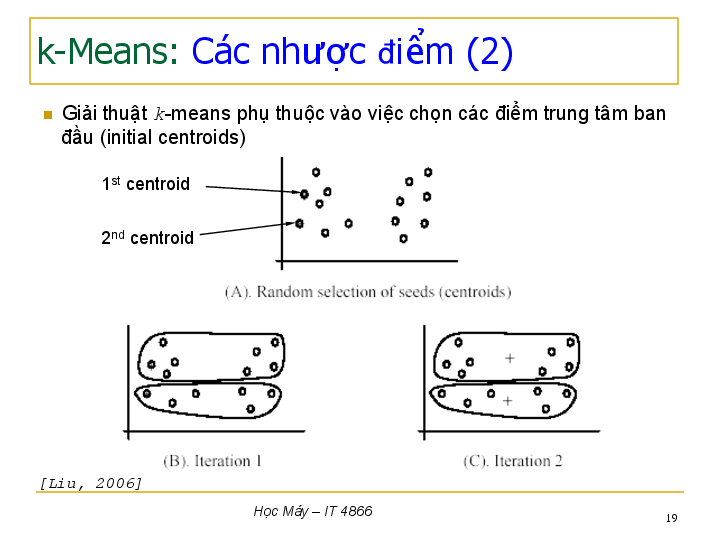 k-Means: Các nhược điểm (2)
Giải thuật k-means phụ thuộc vào việc chọn các điểm trung tâm ban
đầu (initial centroids)
1st centroid
2nd centroid
(A). Random selection of seeds (centroids)
(B). Iteration 1
(C). Iteration 2
[Liu, 2006]
Học Máy – IT 4866
19